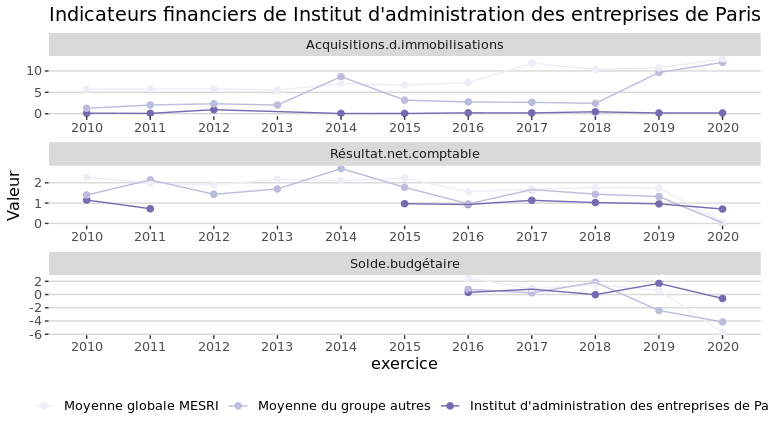 Indicateurs financiers de Institut d'administration des entreprises de Paris
Acquisitions.d.immobilisations
10
5
0
2010 2011 2012 2013 2014 2015 2016 2017 2018 2019 2020
Résultat.net.comptable
2
1
0
2010 2011 2012 2013 2014 2015 2016 2017 2018 2019 2020
Solde.budgétaire
2
0
-2
-4
-6
2010 2011 2012 2013 2014 2015 2016 2017 2018 2019 2020
Valeur
exercice
Moyenne globale MESRI Moyenne du groupe autres Institut d'administration des entreprises de Pa